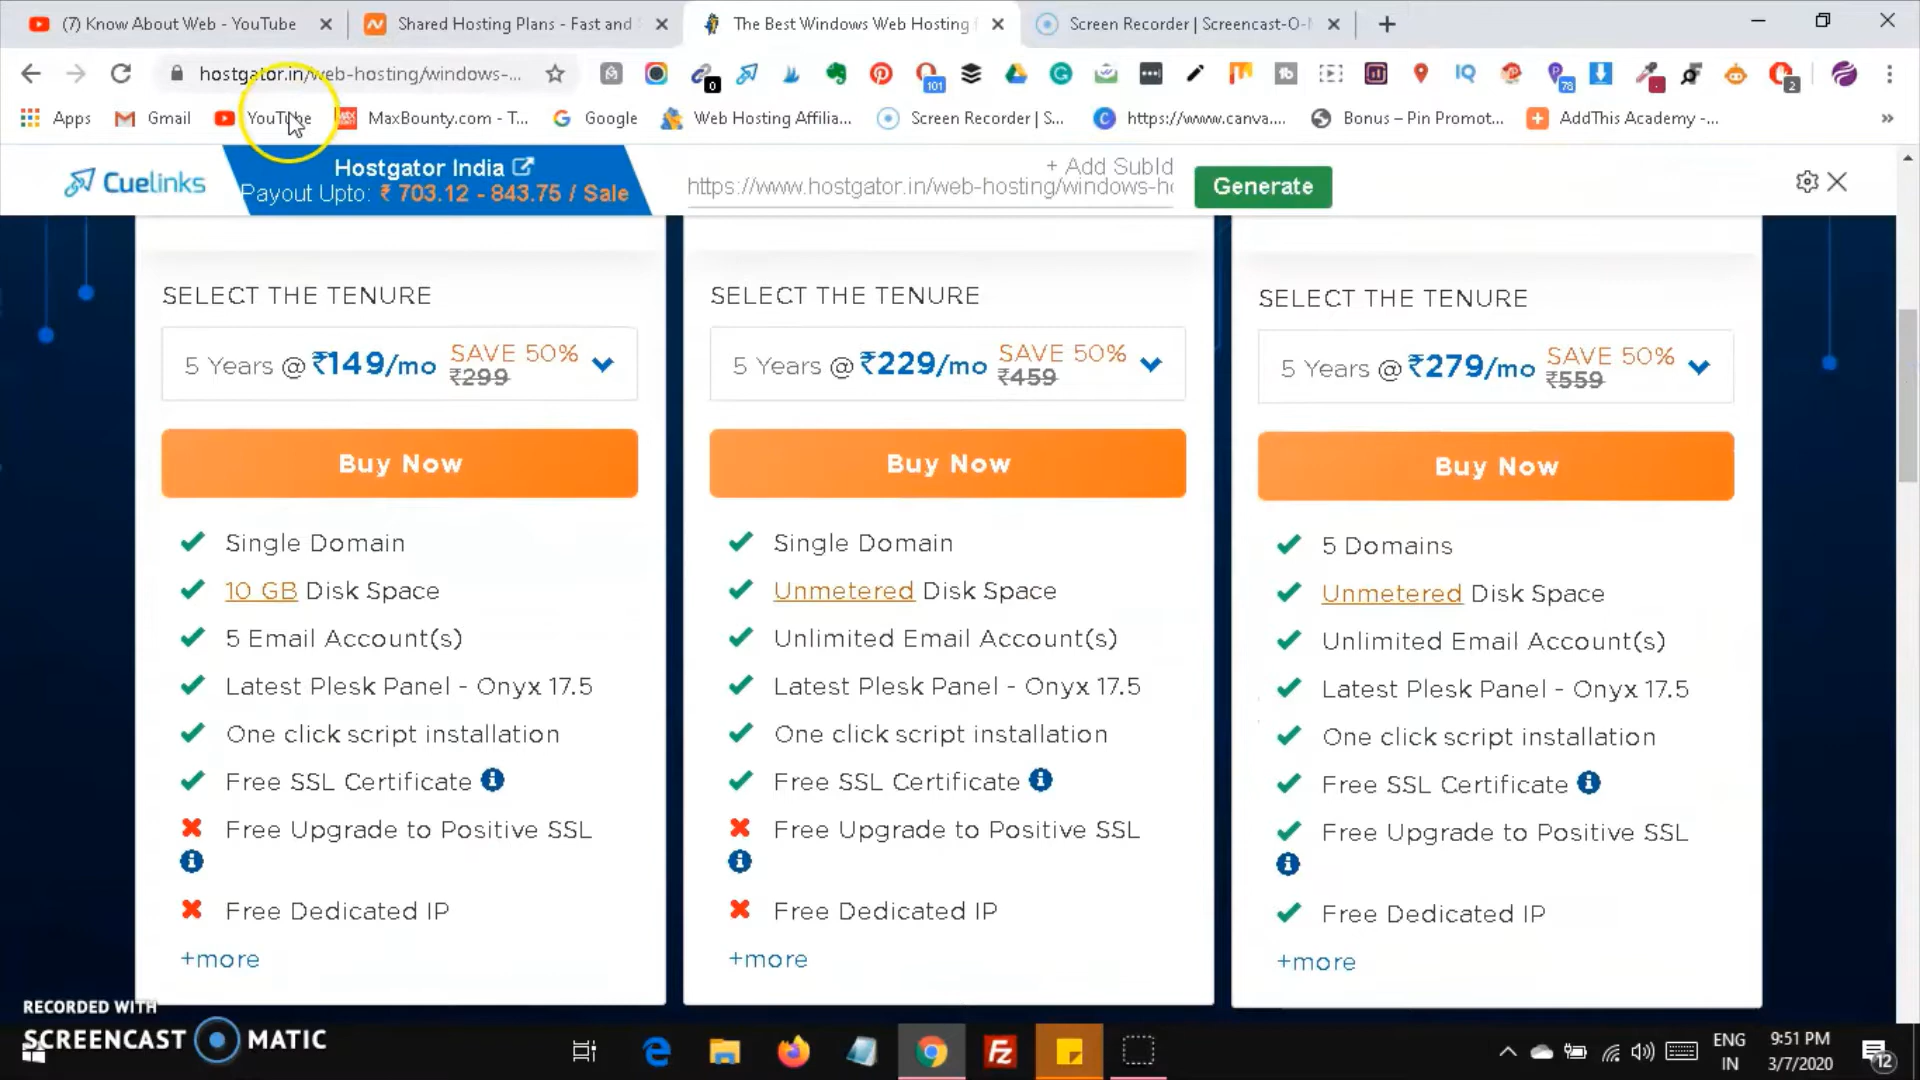 (7) Know About Web - YouTube
Shared Hosting Plans - Fast and
The Best Windows Web Hosting
Screen Recorder | Screencast-O-
hostgator.in/web-hosting/windows-...
0
101
78
2
Apps
Gmail
YouTube
MaxBounty.com - T...
Google
Web Hosting Affilia...
Screen Recorder | S...
https://www.canva....
Bonus – Pin Promot...
AddThis Academy -...
»
Cuelinks
Hostgator India
Payout Upto: ₹ 703.12 - 843.75 / Sale
+ Add SubId
https://www.hostgator.in/web-hosting/windows-h
Generate
SELECT THE TENURE
5 Years @ ₹149/mo
SAVE 50%
₹299
Buy Now
Single Domain
10 GB Disk Space
5 Email Account(s)
Latest Plesk Panel - Onyx 17.5
One click script installation
Free SSL Certificate
Free Upgrade to Positive SSL
Free Dedicated IP
+more
SELECT THE TENURE
5 Years @ ₹229/mo
SAVE 50%
₹459
Buy Now
Single Domain
Unmetered Disk Space
Unlimited Email Account(s)
Latest Plesk Panel - Onyx 17.5
One click script installation
Free SSL Certificate
Free Upgrade to Positive SSL
Free Dedicated IP
+more
SELECT THE TENURE
5 Years @ ₹279/mo
SAVE 50%
₹559
Buy Now
5 Domains
Unmetered Disk Space
Unlimited Email Account(s)
Latest Plesk Panel - Onyx 17.5
One click script installation
Free SSL Certificate
Free Upgrade to Positive SSL
Free Dedicated IP
+more
RECORDED WITH
SCREENCAST MATIC
ENG
IN
9:51 PM
3/7/2020
12